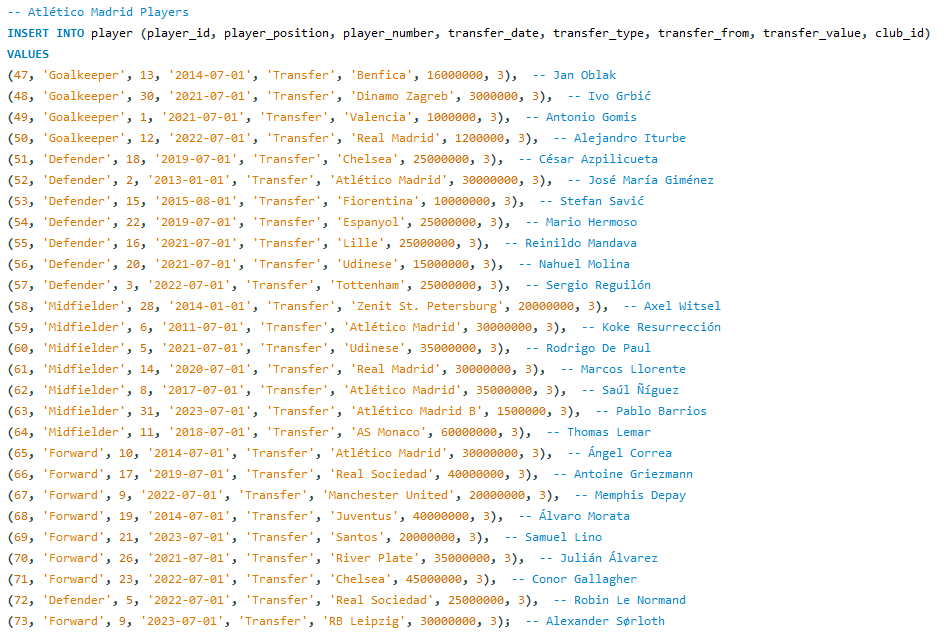 -- Atlético Madrid Players
INSERT INTO player (player_id, player_position, player_number, transfer_date, transfer_type, transfer_from, transfer_value, club_id)
VALUES
(47, 'Goalkeeper', 13, '2014-07-01', 'Transfer', 'Benfica', 16000000, 3),  -- Jan Oblak
(48, 'Goalkeeper', 30, '2021-07-01', 'Transfer', 'Dinamo Zagreb', 3000000, 3),  -- Ivo Grbić
(49, 'Goalkeeper', 1, '2021-07-01', 'Transfer', 'Valencia', 1000000, 3),  -- Antonio Gomis
(50, 'Goalkeeper', 12, '2022-07-01', 'Transfer', 'Real Madrid', 1200000, 3),  -- Alejandro Iturbe
(51, 'Defender', 18, '2019-07-01', 'Transfer', 'Chelsea', 25000000, 3),  -- César Azpilicueta
(52, 'Defender', 2, '2013-01-01', 'Transfer', 'Atlético Madrid', 30000000, 3),  -- José María Giménez
(53, 'Defender', 15, '2015-08-01', 'Transfer', 'Fiorentina', 10000000, 3),  -- Stefan Savić
(54, 'Defender', 22, '2019-07-01', 'Transfer', 'Espanyol', 25000000, 3),  -- Mario Hermoso
(55, 'Defender', 16, '2021-07-01', 'Transfer', 'Lille', 25000000, 3),  -- Reinildo Mandava
(56, 'Defender', 20, '2021-07-01', 'Transfer', 'Udinese', 15000000, 3),  -- Nahuel Molina
(57, 'Defender', 3, '2022-07-01', 'Transfer', 'Tottenham', 25000000, 3),  -- Sergio Reguilón
(58, 'Midfielder', 28, '2014-01-01', 'Transfer', 'Zenit St. Petersburg', 20000000, 3),  -- Axel Witsel
(59, 'Midfielder', 6, '2011-07-01', 'Transfer', 'Atlético Madrid', 30000000, 3),  -- Koke Resurrección
(60, 'Midfielder', 5, '2021-07-01', 'Transfer', 'Udinese', 35000000, 3),  -- Rodrigo De Paul
(61, 'Midfielder', 14, '2020-07-01', 'Transfer', 'Real Madrid', 30000000, 3),  -- Marcos Llorente
(62, 'Midfielder', 8, '2017-07-01', 'Transfer', 'Atlético Madrid', 35000000, 3),  -- Saúl Ñíguez
(63, 'Midfielder', 31, '2023-07-01', 'Transfer', 'Atlético Madrid B', 1500000, 3),  -- Pablo Barrios
(64, 'Midfielder', 11, '2018-07-01', 'Transfer', 'AS Monaco', 60000000, 3),  -- Thomas Lemar
(65, 'Forward', 10, '2014-07-01', 'Transfer', 'Atlético Madrid', 30000000, 3),  -- Ángel Correa
(66, 'Forward', 17, '2019-07-01', 'Transfer', 'Real Sociedad', 40000000, 3),  -- Antoine Griezmann
(67, 'Forward', 9, '2022-07-01', 'Transfer', 'Manchester United', 20000000, 3),  -- Memphis Depay
(68, 'Forward', 19, '2014-07-01', 'Transfer', 'Juventus', 40000000, 3),  -- Álvaro Morata
(69, 'Forward', 21, '2023-07-01', 'Transfer', 'Santos', 20000000, 3),  -- Samuel Lino
(70, 'Forward', 26, '2021-07-01', 'Transfer', 'River Plate', 35000000, 3),  -- Julián Álvarez
(71, 'Forward', 23, '2022-07-01', 'Transfer', 'Chelsea', 45000000, 3),  -- Conor Gallagher
(72, 'Defender', 5, '2022-07-01', 'Transfer', 'Real Sociedad', 25000000, 3),  -- Robin Le Normand
(73, 'Forward', 9, '2023-07-01', 'Transfer', 'RB Leipzig', 30000000, 3);  -- Alexander Sørloth